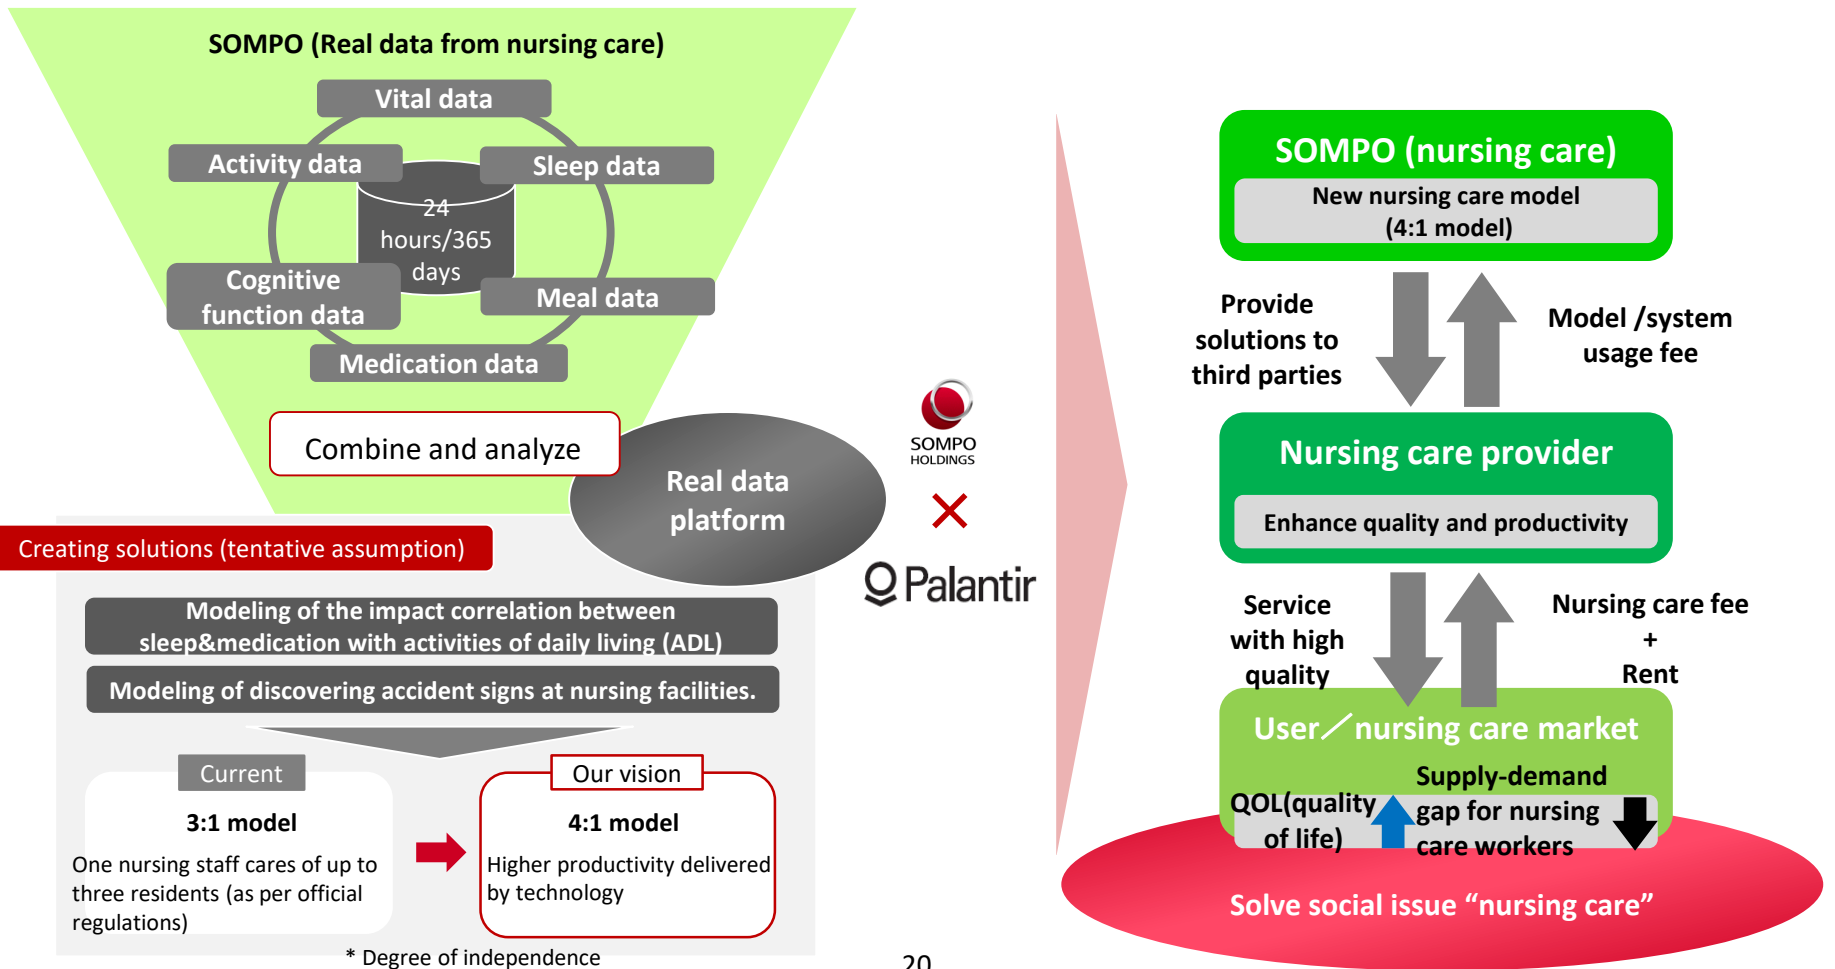 SOMPO (Real data from nursing care)
Vital data
Activity data
Sleep data
24
hours/365
days
Cognitive
function data
Meal data
Medication data
Combine and analyze
Real data
platform
SOMPO
HOLDINGS
Palantir
Creating solutions (tentative assumption)
Modeling of the impact correlation between
sleep&medication with activities of daily living (ADL)
Modeling of discovering accident signs at nursing facilities.
Current
3:1 model
One nursing staff cares of up to
three residents (as per official
regulations)
Our vision
4:1 model
Higher productivity delivered
by technology
* Degree of independence
20
SOMPO (nursing care)
New nursing care model
(4:1 model)
Provide
solutions to
third parties
Model /system
usage fee
Nursing care provider
Enhance quality and productivity
Service
with high
quality
Nursing care fee
+
Rent
User／nursing care market
QOL(quality
of life)
Supply-demand
gap for nursing
care workers
Solve social issue “nursing care”